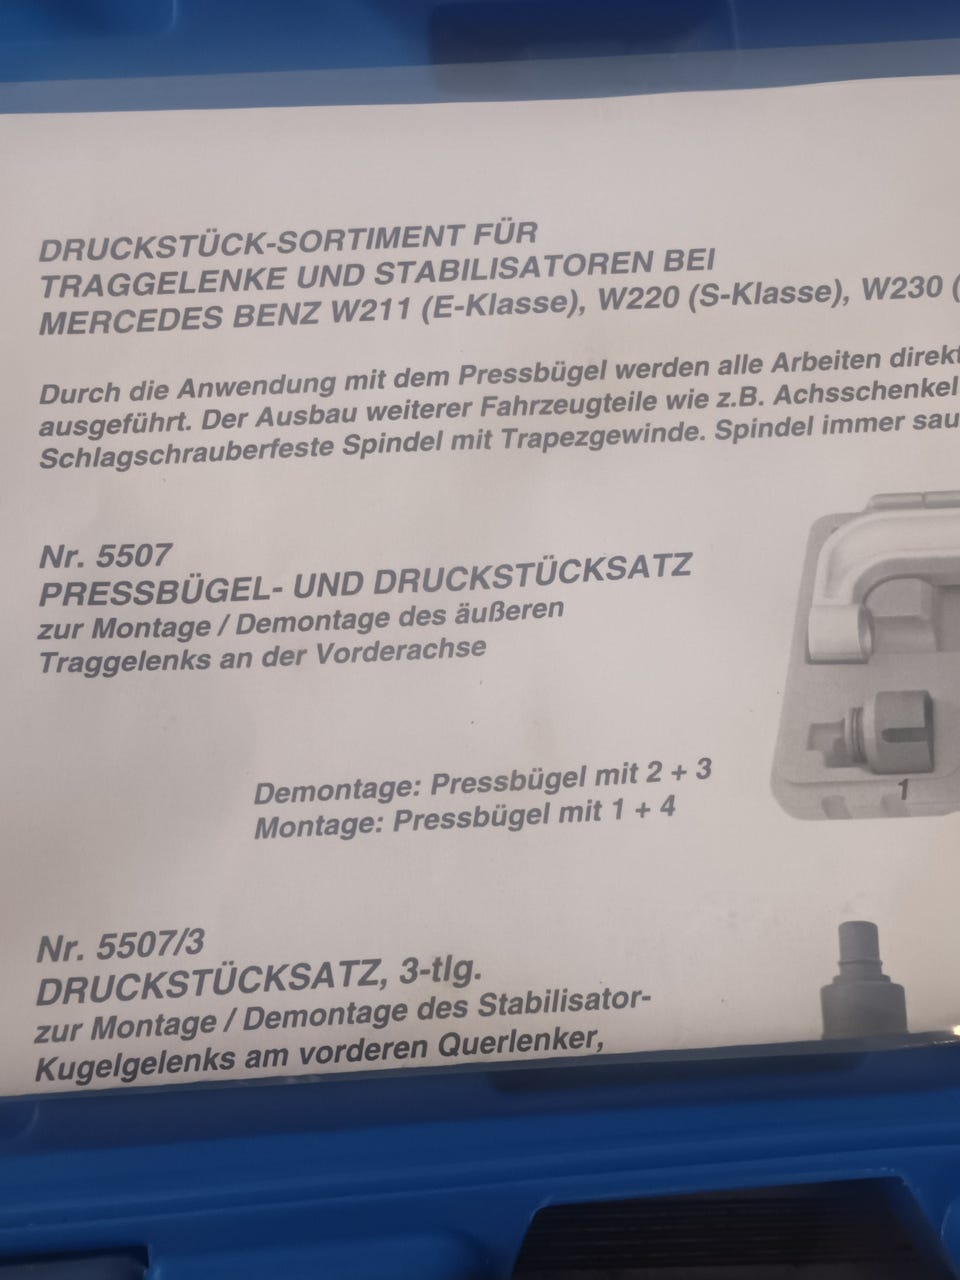 DRUCKSTÜCK-SORTIMENT FÜR
TRAGGELENKE UND STABILISATOREN BEI
MERCEDES BENZ W211 (E-Klasse), W220 (S-Klasse), W230 (
Durch die Anwendung mit dem Pressbügel werden alle Arbeiten direkt
ausgeführt. Der Ausbau weiterer Fahrzeugteile wie z.B. Achsschenkel
Schlagschrauberfeste Spindel mit Trapezgewinde. Spindel immer sau
Nr. 5507
PRESSBÜGEL- UND DRUCKSTÜCKSATZ
zur Montage / Demontage des äußeren
Traggelenks an der Vorderachse
Demontage: Pressbügel mit 2 + 3
Montage: Pressbügel mit 1 + 4
1
Nr. 5507/3
DRUCKSTÜCKSATZ, 3-tlg.
zur Montage / Demontage des Stabilisator-
Kugelgelenks am vorderen Querlenker,